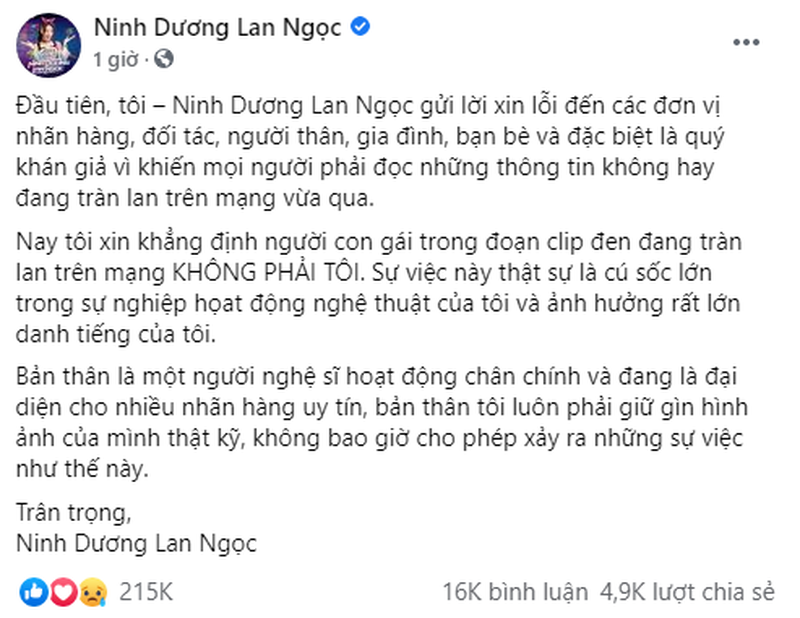 Ninh Dương Lan Ngọc
1 giờ ·
Đầu tiên, tôi – Ninh Dương Lan Ngọc gửi lời xin lỗi đến các đơn vị
nhãn hàng, đối tác, người thân, gia đình, bạn bè và đặc biệt là quý
khán giả vì khiến mọi người phải đọc những thông tin không hay
đang tràn lan trên mạng vừa qua.
Nay tôi xin khẳng định người con gái trong đoạn clip đen đang tràn
lan trên mạng KHÔNG PHẢI TÔI. Sự việc này thật sự là cú sốc lớn
trong sự nghiệp họat động nghệ thuật của tôi và ảnh hưởng rất lớn
danh tiếng của tôi.
Bản thân là một người nghệ sĩ hoạt động chân chính và đang là đại
diện cho nhiều nhãn hàng uy tín, bản thân tôi luôn phải giữ gìn hình
ảnh của mình thật kỹ, không bao giờ cho phép xảy ra những sự việc
như thế này.
Trân trọng,
Ninh Dương Lan Ngọc
215K
16K bình luận 4,9K lượt chia sẻ